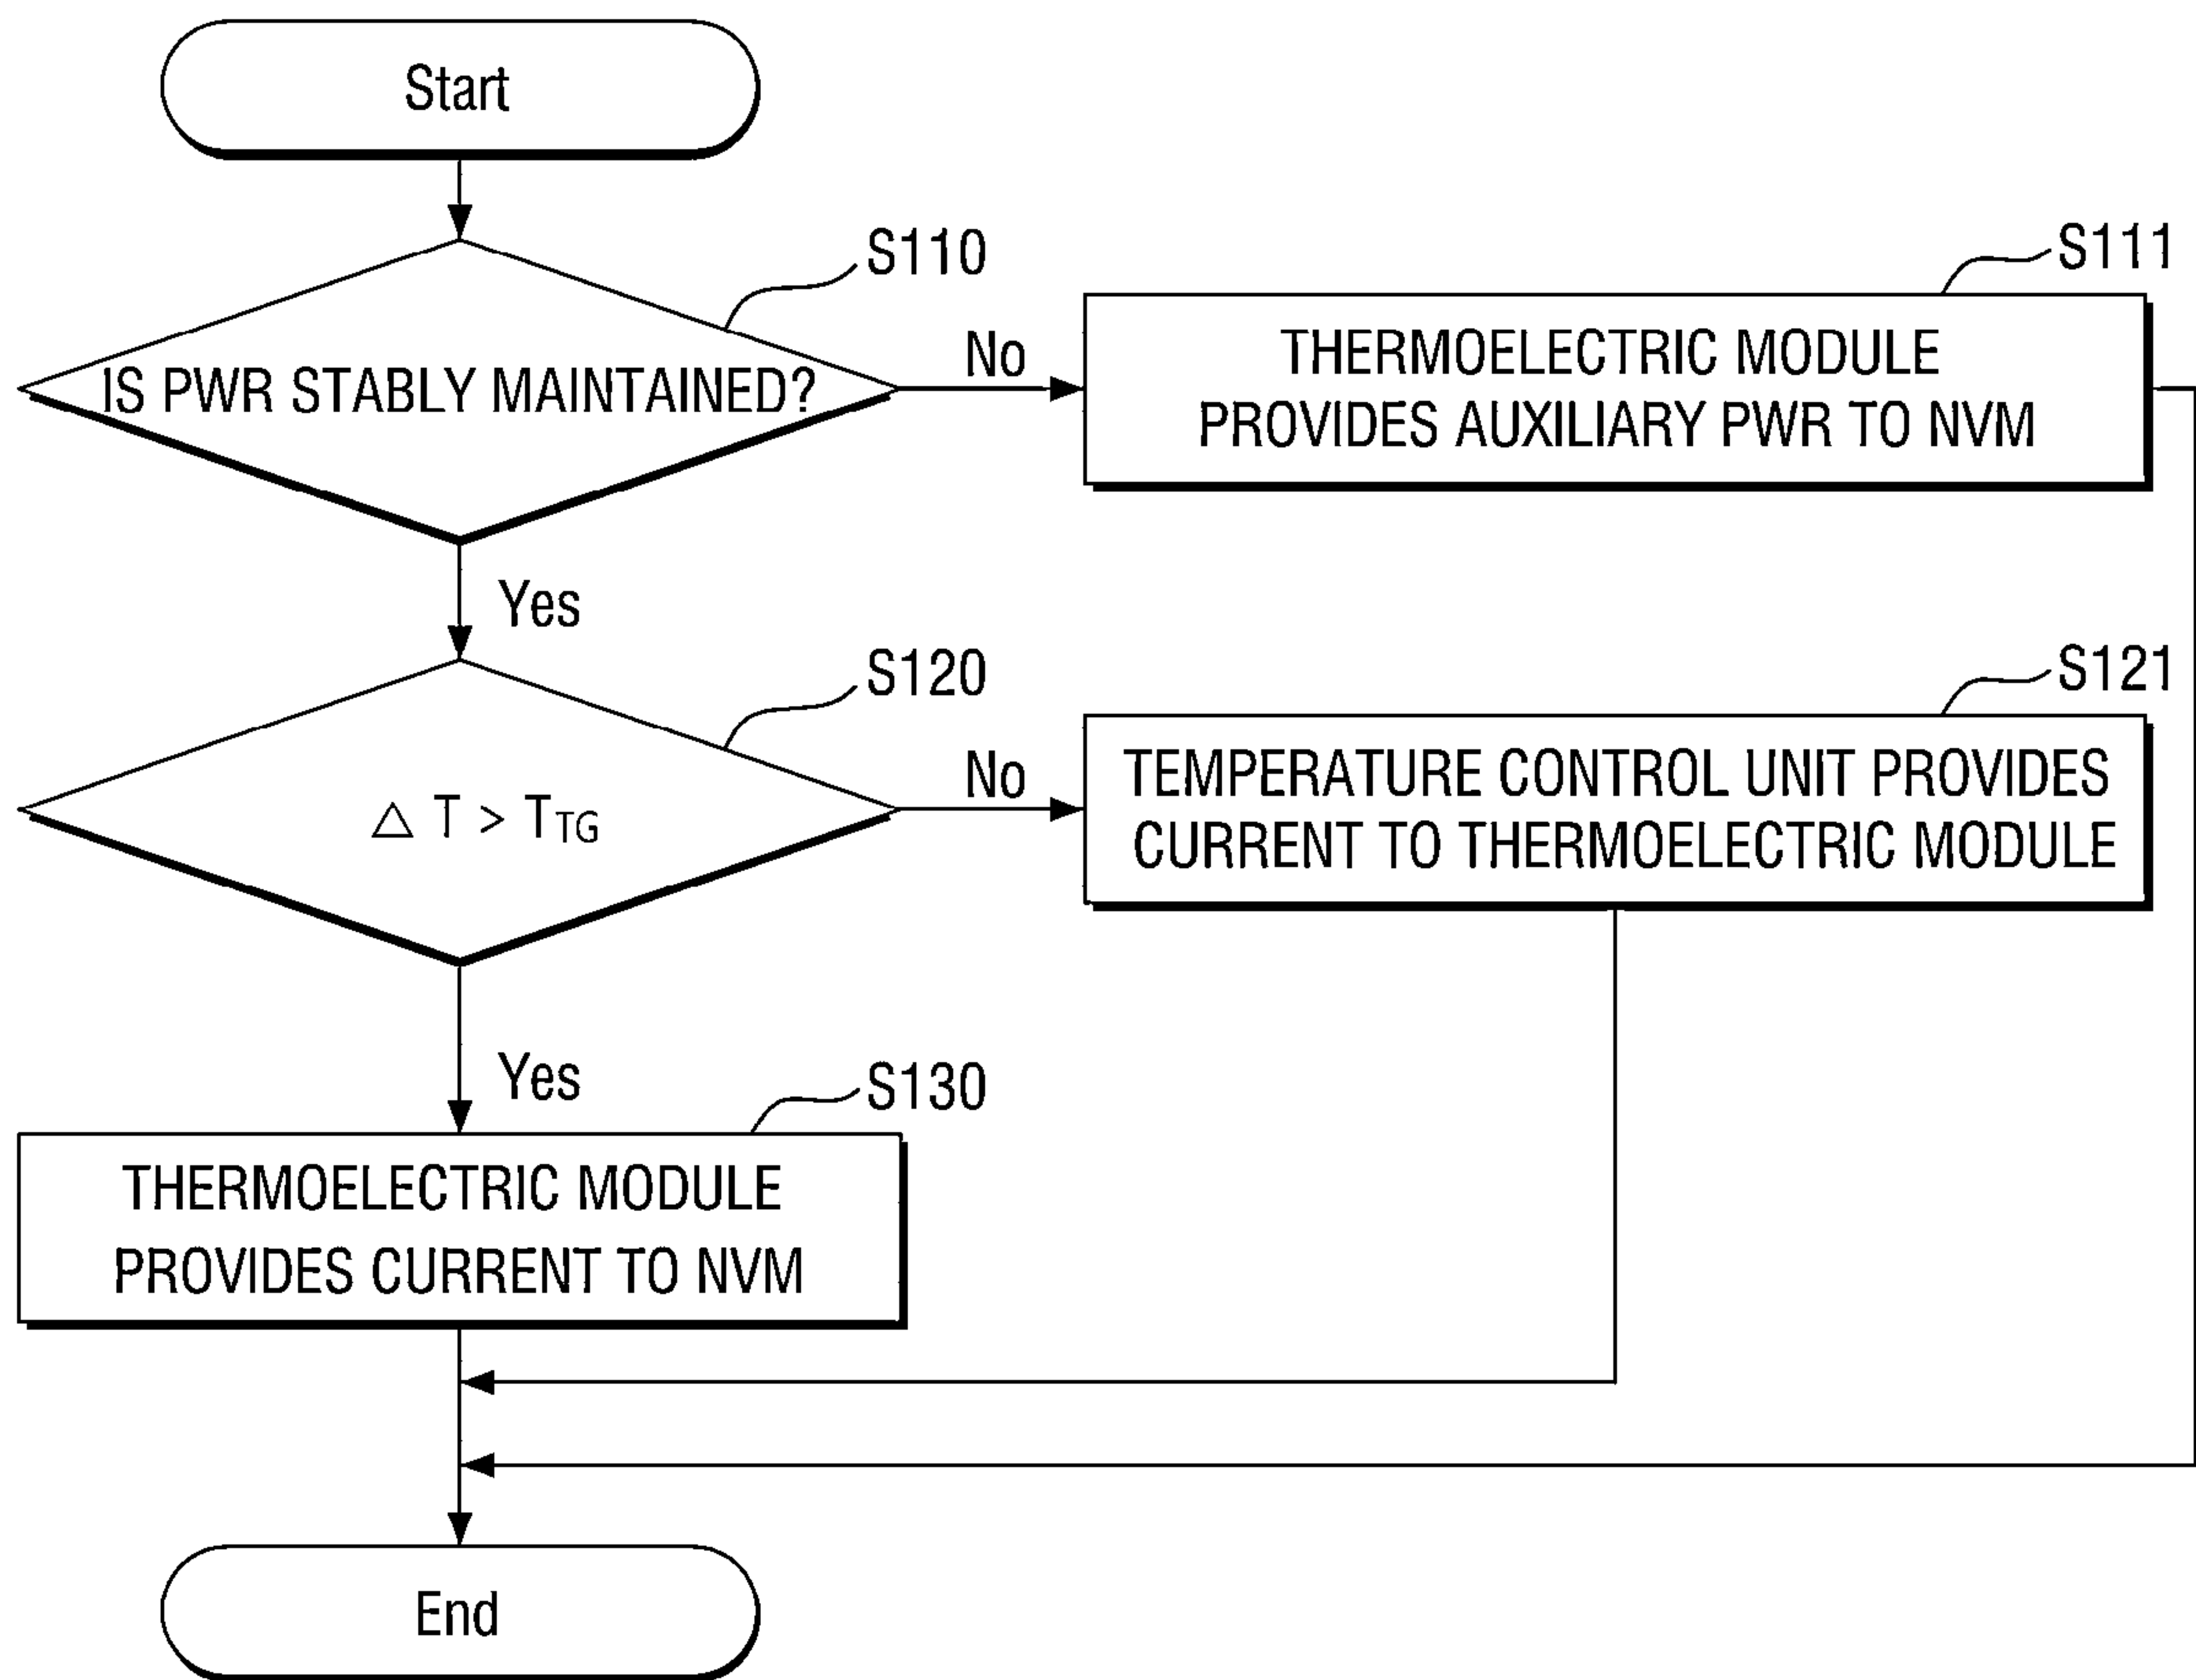 Start
S110
S111
IS PWR STABLY MAINTAINED?
No
THERMOELECTRIC MODULE
PROVIDES AUXILIARY PWR TO NVM
Yes
S120
S121
△ T > TTG
No
TEMPERATURE CONTROL UNIT PROVIDES
CURRENT TO THERMOELECTRIC MODULE
Yes
S130
THERMOELECTRIC MODULE
PROVIDES CURRENT TO NVM
End